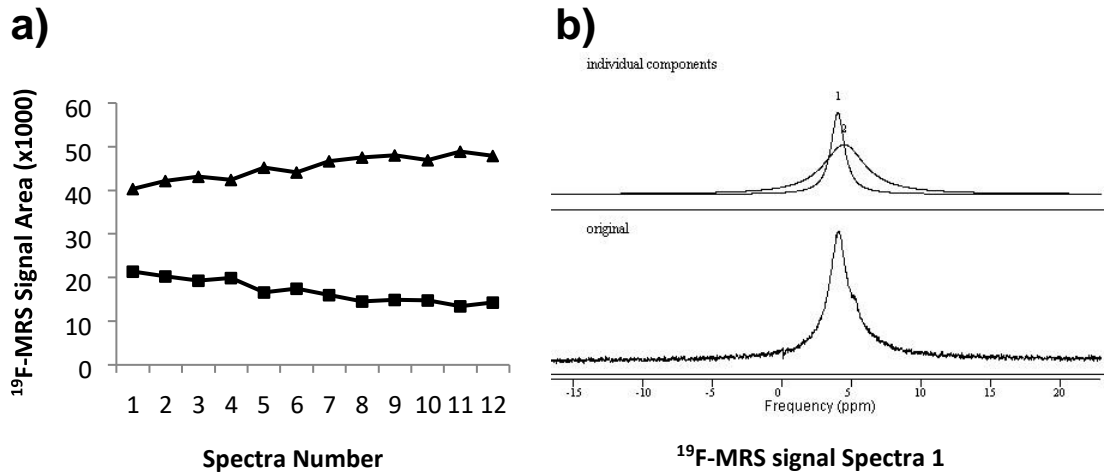 a)
¹⁹F-MRS Signal Area (x1000)
60
50
40
30
20
10
0
1 2 3 4 5 6 7 8 9 10 11 12
Spectra Number
b)
individual components
1
2
original
-15 -10 -5 0 5 10 15 20
Frequency (ppm)
¹⁹F-MRS signal Spectra 1